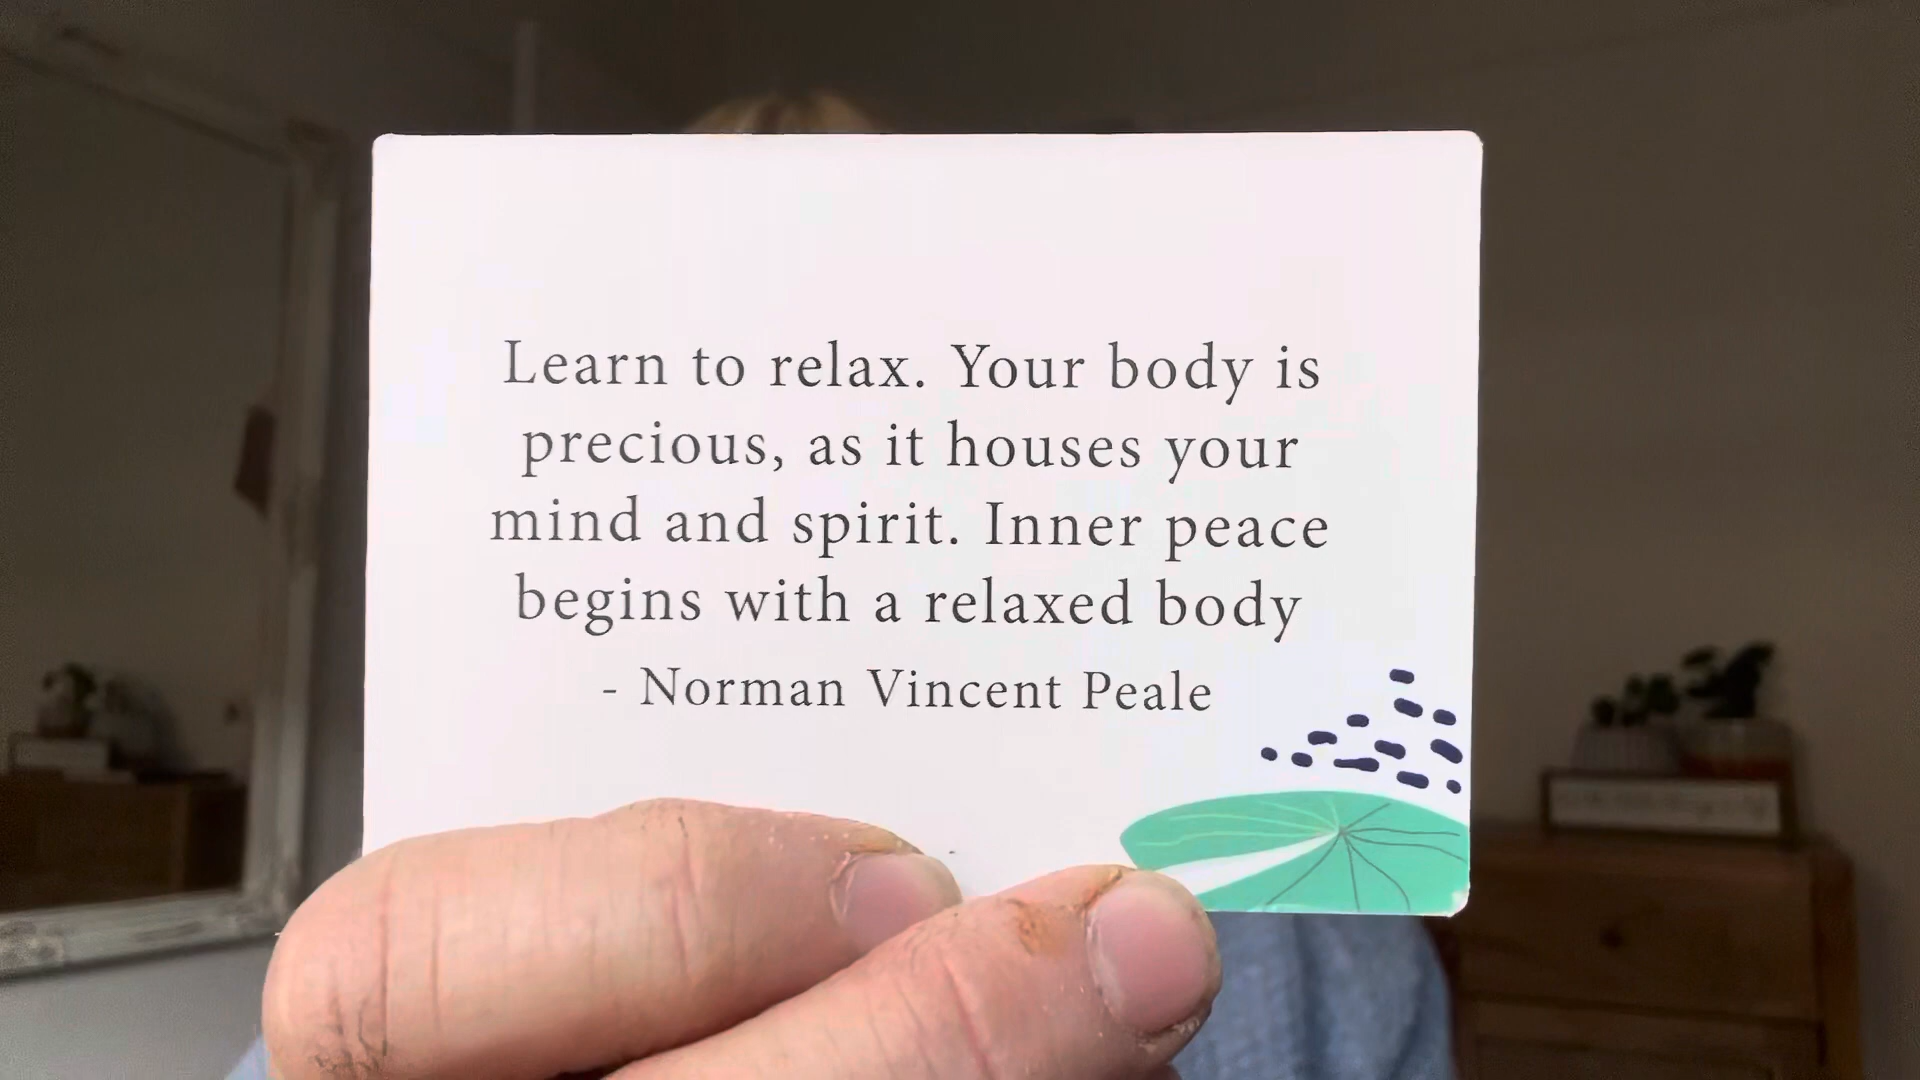 Learn to relax. Your body is
precious, as it houses your
mind and spirit. Inner peace
begins with a relaxed body
- Norman Vincent Peale